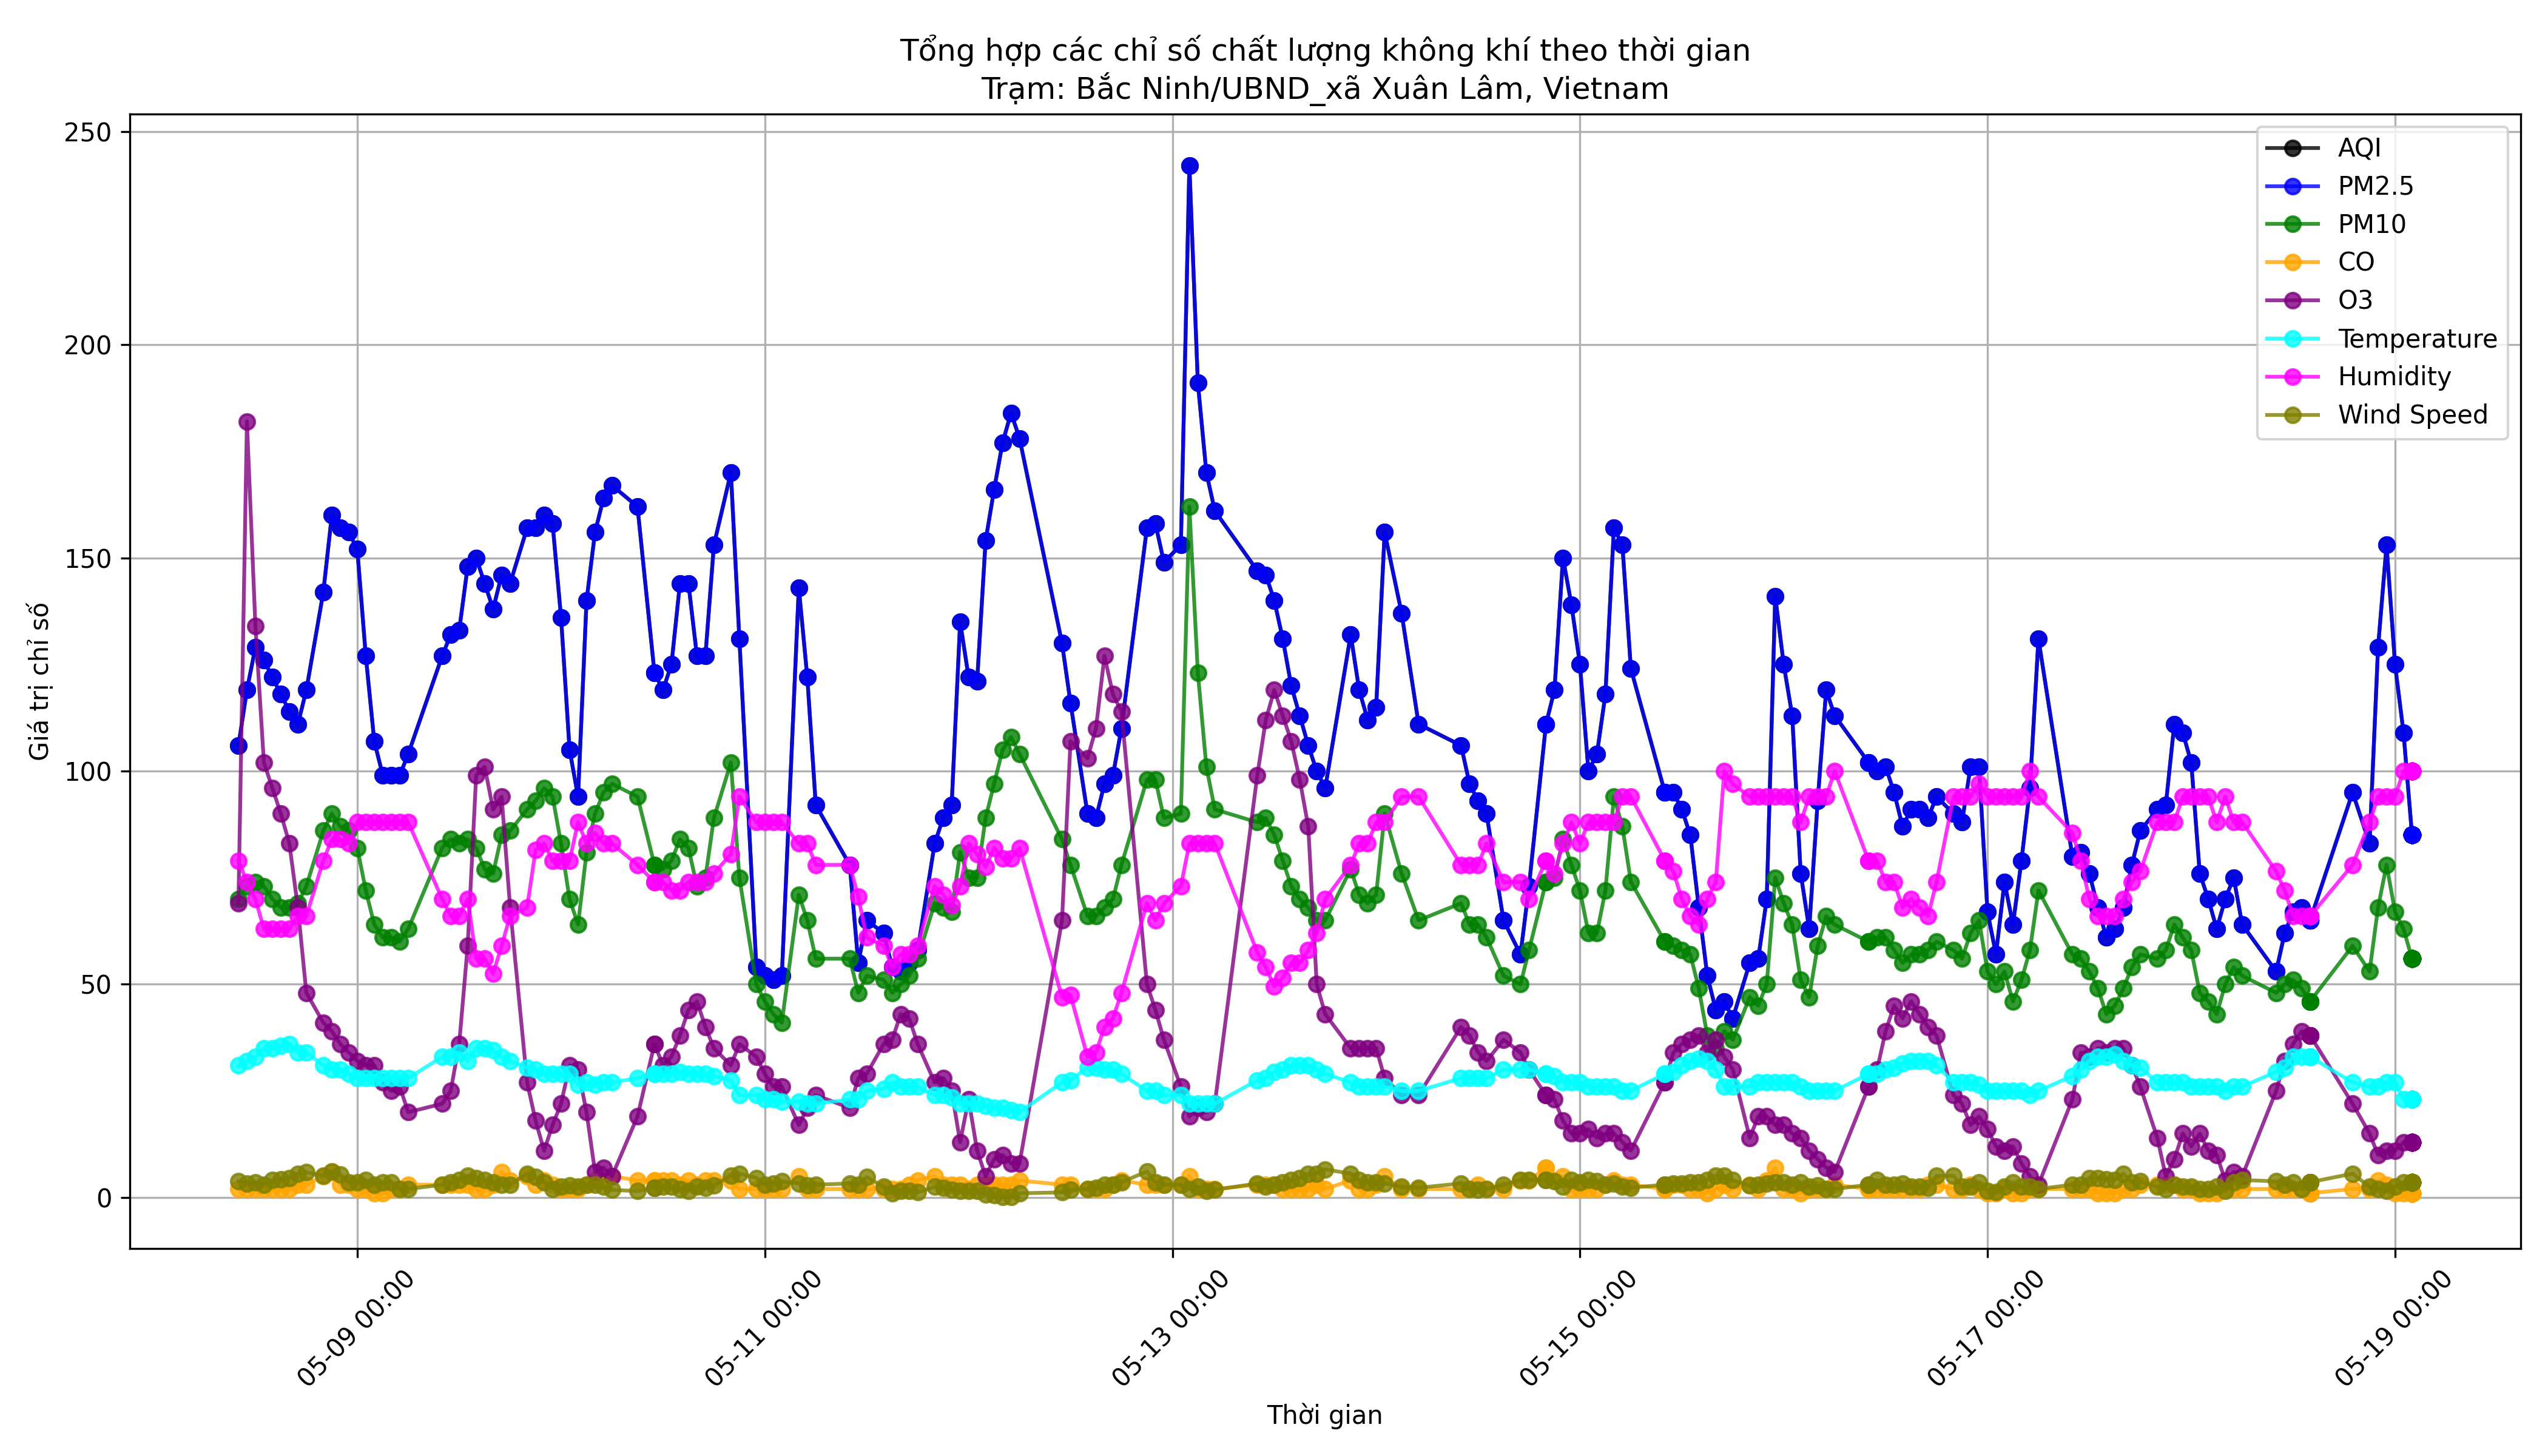 Tổng hợp các chỉ số chất lượng không khí theo thời gian
Trạm: Bắc Ninh/UBND_xã Xuân Lâm, Vietnam
250
200
150
100
50
0
Giá trị chỉ số
AQI
PM2.5
PM10
CO
O3
Temperature
Humidity
Wind Speed
05-09 00:00
05-11 00:00
05-13 00:00
05-15 00:00
05-17 00:00
05-19 00:00
Thời gian